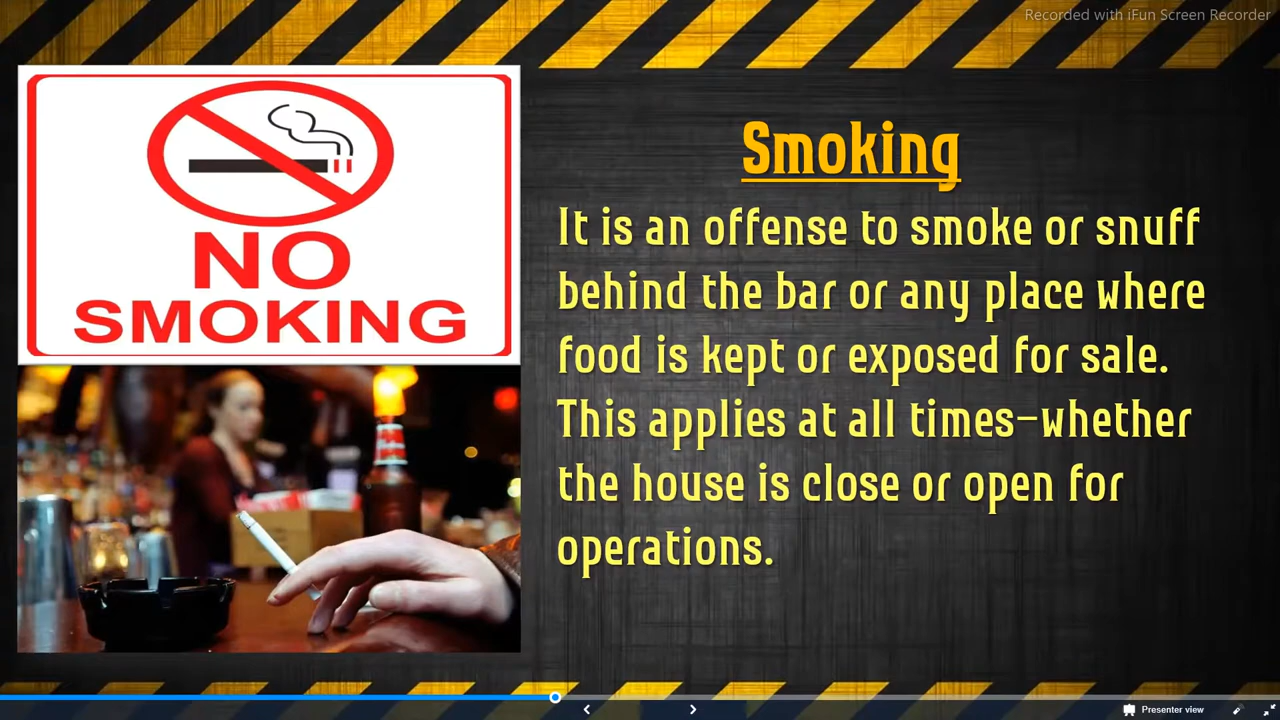 Recorded with iFun Screen Recorder
NO
SMOKING
Smoking
It is an offense to smoke or snuff
behind the bar or any place where
food is kept or exposed for sale.
This applies at all times—whether
the house is close or open for
operations.
Presenter view